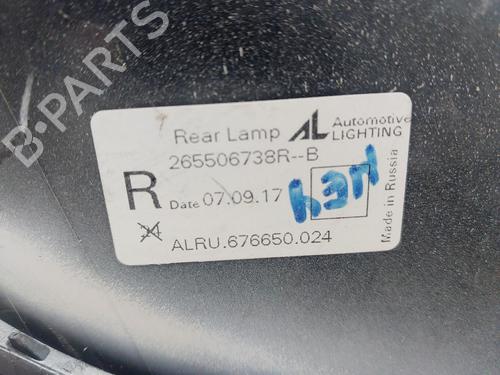 B-PARTS
Rear Lamp AL Automotive LIGHTING
265506738R--B
R
Date 07.09.17
ALRU.676650.024
Made in Russia